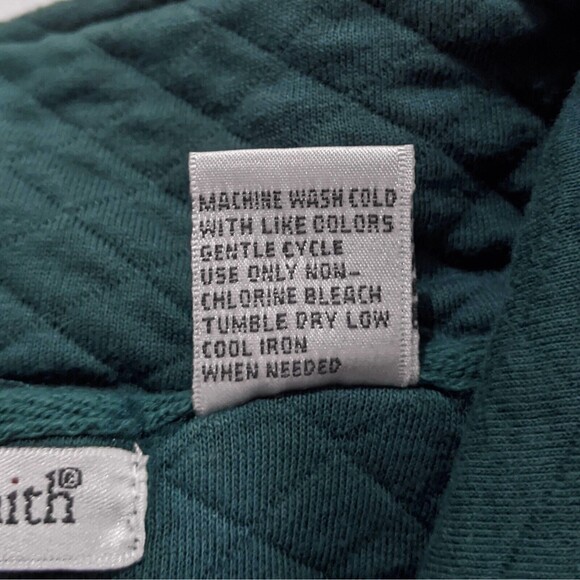 MACHINE WASH COLD
WITH LIKE COLORS
GENTLE CYCLE
USE ONLY NON-
CHLORINE BLEACH
TUMBLE DRY LOW
COOL IRON
WHEN NEEDED
ith®